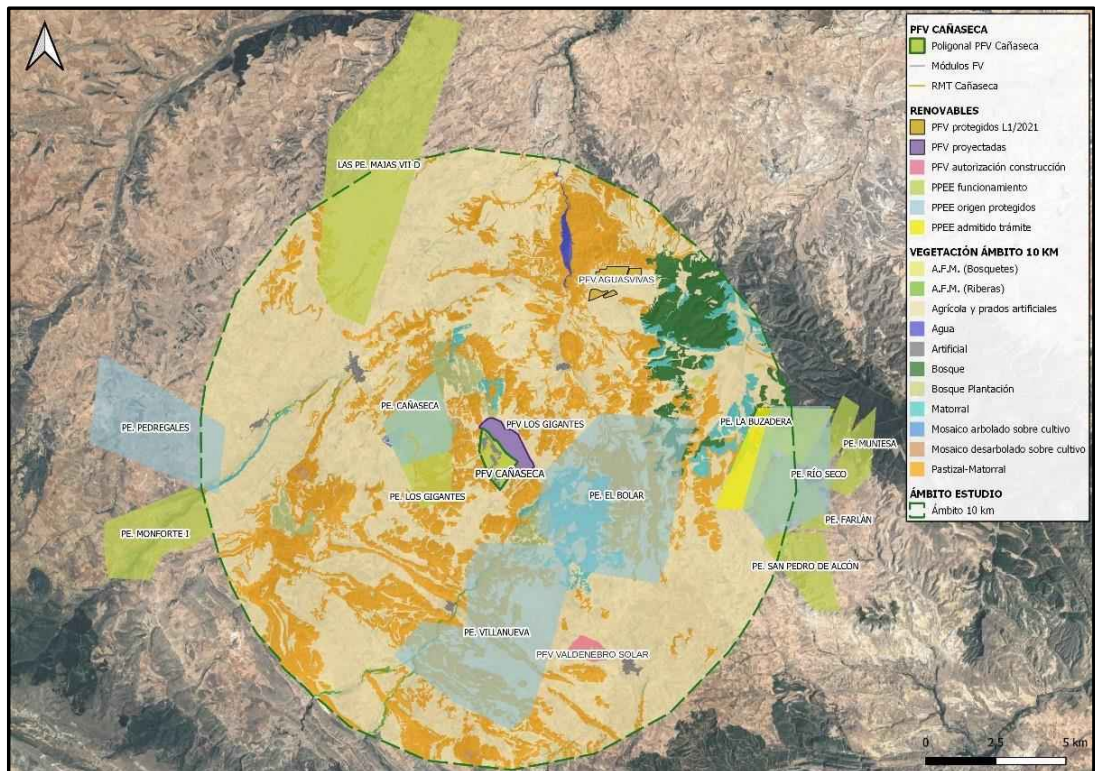 PFV CAÑASECA
Poligonal PFV Cañaseca
Módulos FV
RMT Cañaseca
RENOVABLES
PFV protegidos L1/2021
PFV proyectadas
PFV autorización construcción
PPEE funcionamiento
PPEE origen protegidos
PPEE admitido trámite
VEGETACIÓN ÁMBITO 10 KM
A.F.M. (Bosquetes)
A.F.M. (Riberas)
Agrícola y prados artificiales
Agua
Artificial
Bosque
Bosque Plantación
Matorral
Mosaico arbolado sobre cultivo
Mosaico desarbolado sobre cultivo
Pastizal-Matorral
ÁMBITO ESTUDIO
Ámbito 10 km
LAS PE. MAJAS VII D
PFV AGUASVIVAS
PE. CAÑASECA
PE. LA BUZADERA
PFV LOS GIGANTES
PE. PEDREGALES
PE. MUNIESA
PFV CAÑASECA
PE. RÍO SECO
PE. LOS GIGANTES
PE. EL BOLAR
PE. FARLÁN
PE. MONFORTE I
PE. SAN PEDRO DE ALCÓN
PE. VILLANUEVA
PFV VALDENEBRO SOLAR
0 2,5 5 km